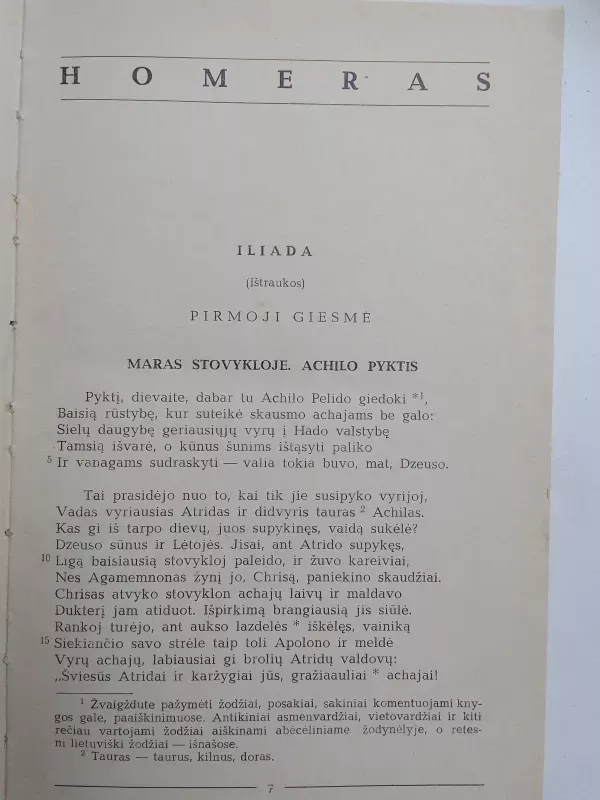 HOMERAS
ILIADA
(Ištraukos)
PIRMOJI GIESMĖ
MARAS STOVYKLOJE. ACHILO PYKTIS
Pyktį, dievaite, dabar tu Achilo Pelido giedoki *¹,
Baisią rūstybę, kur suteikė skausmo achajams be galo:
Sielų daugybę geriausiųjų vyrų į Hado valstybę
Tamsią išvarė, o kūnus šunims ištąsyti paliko
5 Ir vanagams sudraskyti — valia tokia buvo, mat, Dzeuso.
Tai prasidėjo nuo to, kai tik jie susipyko vyrijoj,
Vadas vyriausias Atridas ir didvyris tauras ² Achilas.
Kas gi iš tarpo dievų, juos supykinęs, vaidą sukėlė?
Dzeuso sūnus ir Lėtojės. Jisai, ant Atrido supykęs,
10 Ligą baisiausią stovykloj paleido, ir žuvo kareiviai,
Nes Agamemnonas žynį jo, Chrisą, paniekino skaudžiai.
Chrisas atvyko stovyklon achajų laivų ir maldavo
Dukterį jam atiduot. Išpirkimą brangiausią jis siūlė.
Rankoj turėjo, ant aukso lazdelės * iškėlęs, vainiką
15 Siekiančio savo strėle taip toli Apolono ir meldė
Vyrų achajų, labiausiai gi brolių Atridų valdovų:
„Šviesūs Atridai ir karžygiai jūs, gražiaauliai * achajai!
¹ Žvaigždute pažymėti žodžiai, posakiai, sakiniai komentuojami kny-
gos gale, paaiškinimuose. Antikiniai asmenvardžiai, vietovardžiai ir kiti
rečiau vartojami žodžiai aiškinami abėcėliniame žodynėlyje, o retes-
ni lietuviški žodžiai — išnašose.
² Tauras — taurus, kilnus, doras.
7